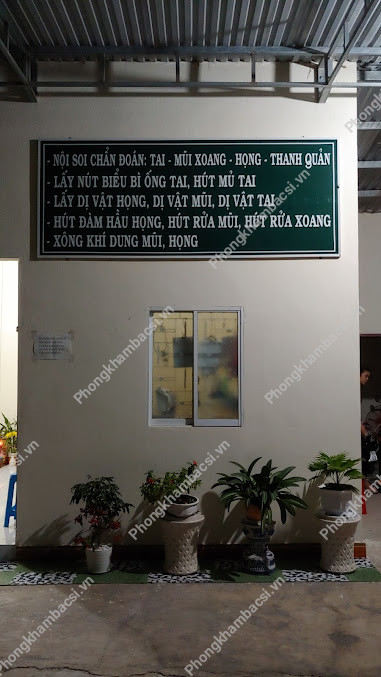 - NỘI SOI CHẨN ĐOÁN: TAI - MŨI XOANG - HỌNG - THANH QUẢN
- LẤY NÚT BIỂU BÌ ỐNG TAI, HÚT MỦ TAI
- LẤY DỊ VẬT HỌNG, DỊ VẬT MŨI, DỊ VẬT TAI
- HÚT ĐÀM HẦU HỌNG, HÚT RỬA MŨI, HÚT RỬA XOANG
- XÔNG KHÍ DUNG MŨI, HỌNG
Phongkhambacsi.vn